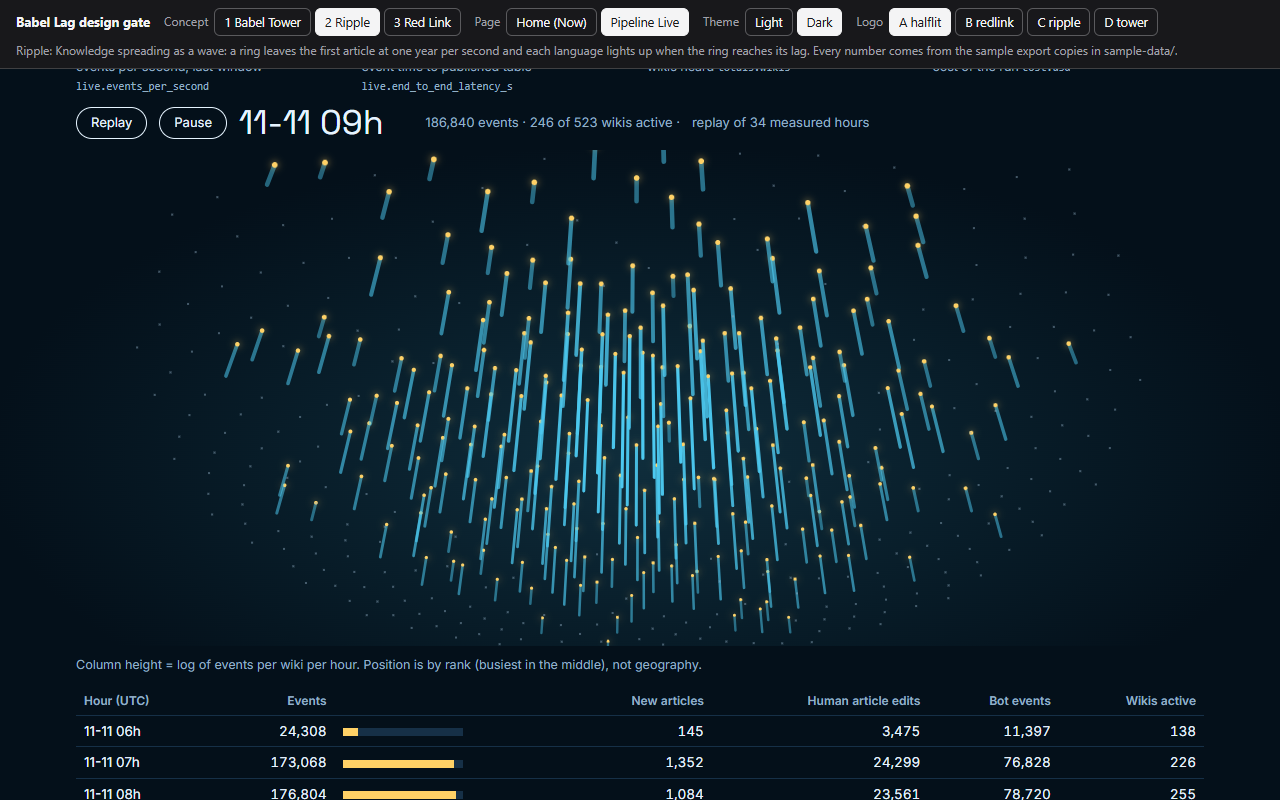 Babel Lag design gate Concept 1 Babel Tower 2 Ripple 3 Red Link Page Home (Now) Pipeline Live Theme Light Dark Logo A halflit B redlink C ripple D tower
Ripple: Knowledge spreading as a wave: a ring leaves the first article at one year per second and each language lights up when the ring reaches its lag. Every number comes from the sample export copies in sample-data/.
live.events_per_second live.end_to_end_latency_s
Replay Pause 11-11 09h 186,840 events · 246 of 523 wikis active · replay of 34 measured hours
Column height = log of events per wiki per hour. Position is by rank (busiest in the middle), not geography.
Hour (UTC) Events New articles Human article edits Bot events Wikis active
11-11 06h 24,308 145 3,475 11,397 138
11-11 07h 173,068 1,352 24,299 76,828 226
11-11 08h 176,804 1,084 23,561 78,720 255